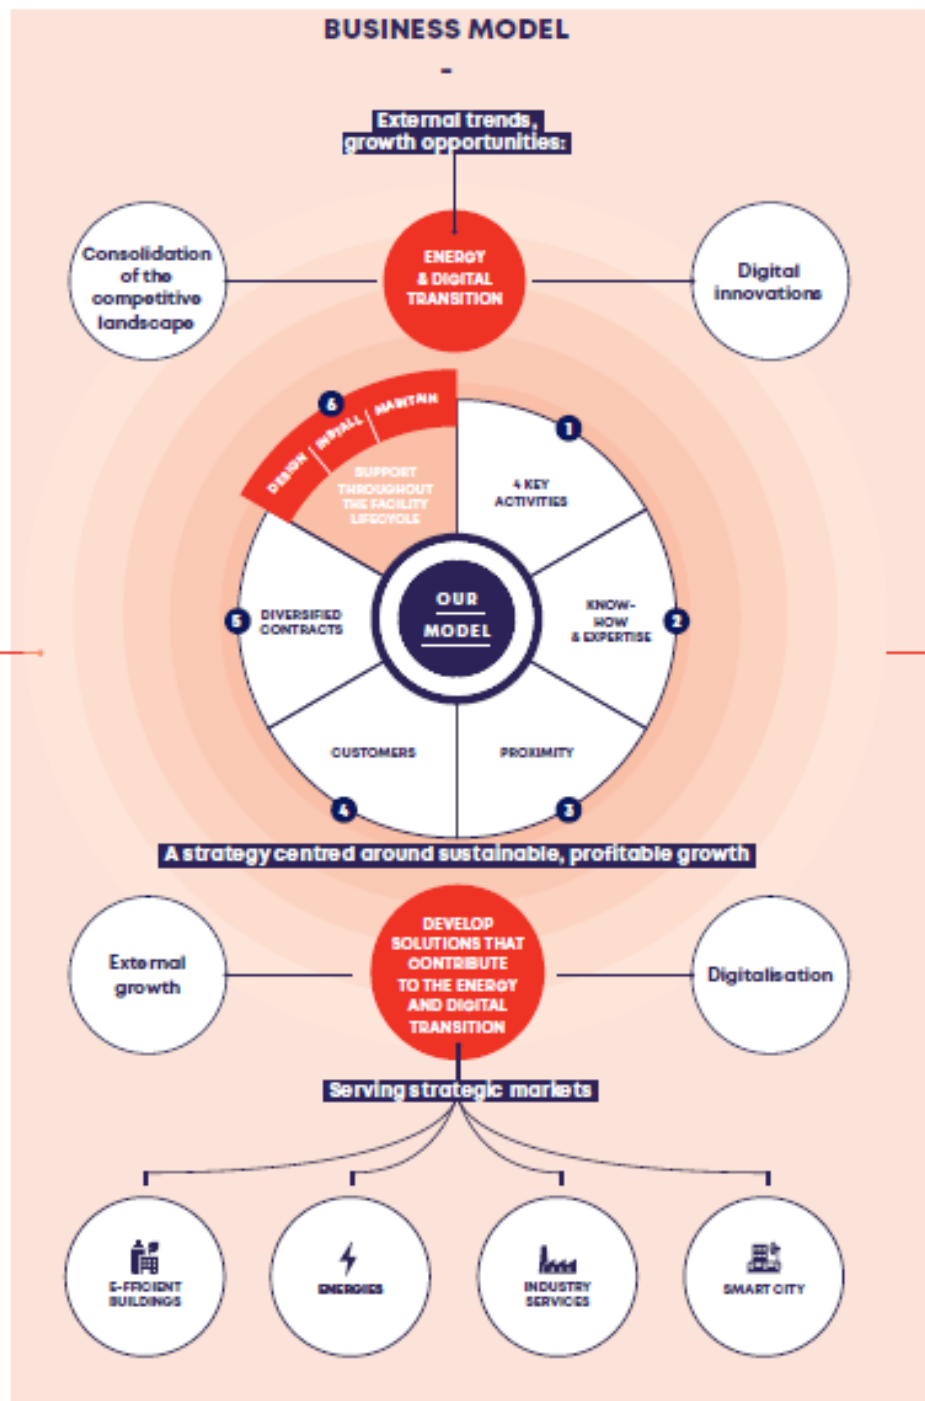 BUSINESS MODEL
-
External trends,
growth opportunities:
Consolidation
of the
competitive
landscape
ENERGY
& DIGITAL
TRANSITION
Digital
innovations
6
DESIGN | INSTALL | MAINTAIN
SUPPORT
THROUGHOUT
THE FACILITY
LIFECYCLE
1
4 KEY
ACTIVITIES
OUR
MODEL
5
DIVERSIFIED
CONTRACTS
KNOW-
HOW
& EXPERTISE
2
CUSTOMERS
4
PROXIMITY
3
A strategy centred around sustainable, profitable growth
External
growth
DEVELOP
SOLUTIONS THAT
CONTRIBUTE
TO THE ENERGY
AND DIGITAL
TRANSITION
Digitalisation
Serving strategic markets
E-FFICIENT
BUILDINGS
ENERGIES
INDUSTRY
SERVICES
SMART CITY